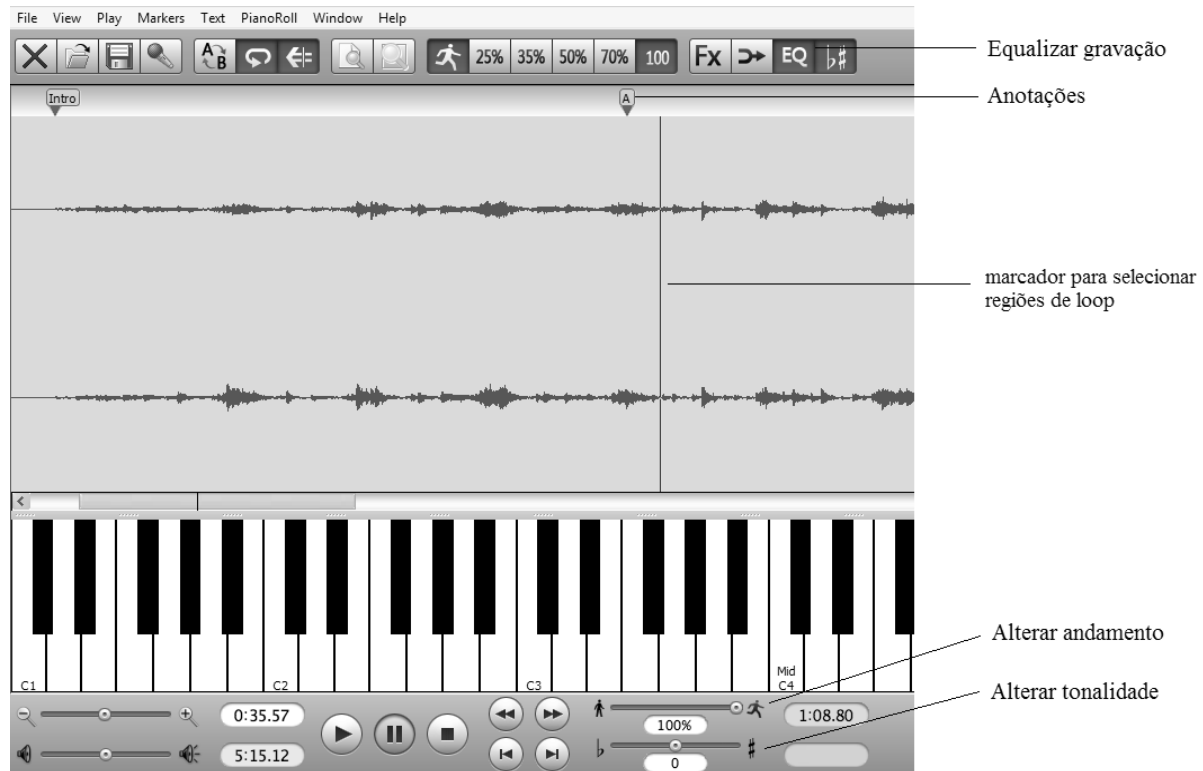 File View Play Markers Text PianoRoll Window Help
A B 25% 35% 50% 70% 100 Fx EQ ♭♯
Equalizar gravação
Intro A
Anotações
marcador para selecionar
regiões de loop
Alterar andamento
Mid
C1 C2 C3 C4
Alterar tonalidade
0:35.57 100% 1:08.80
5:15.12 ♭ 0 ♯